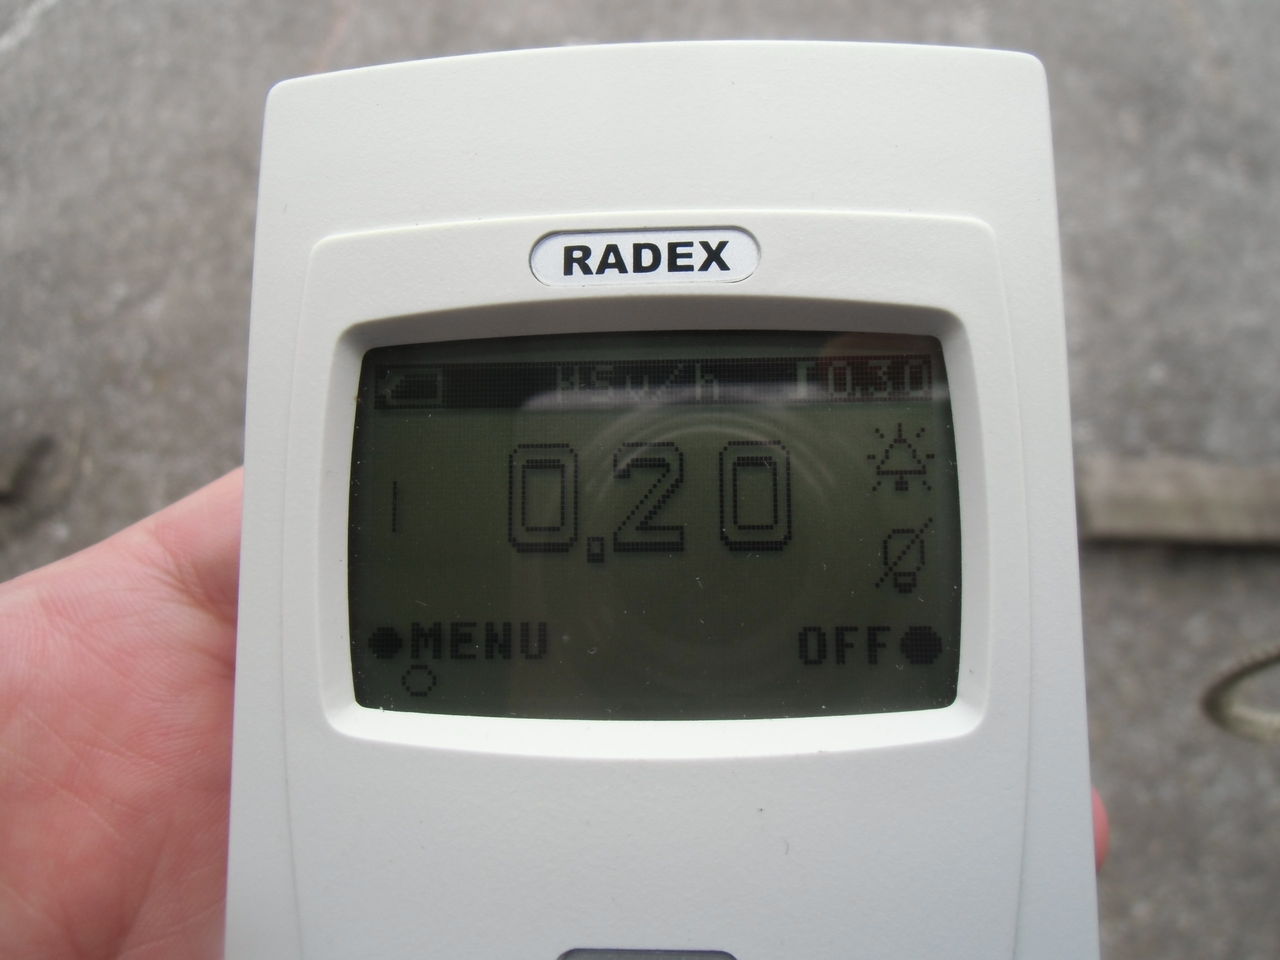 RADEX
µSv/h 0.30
0.20
MENU OFF